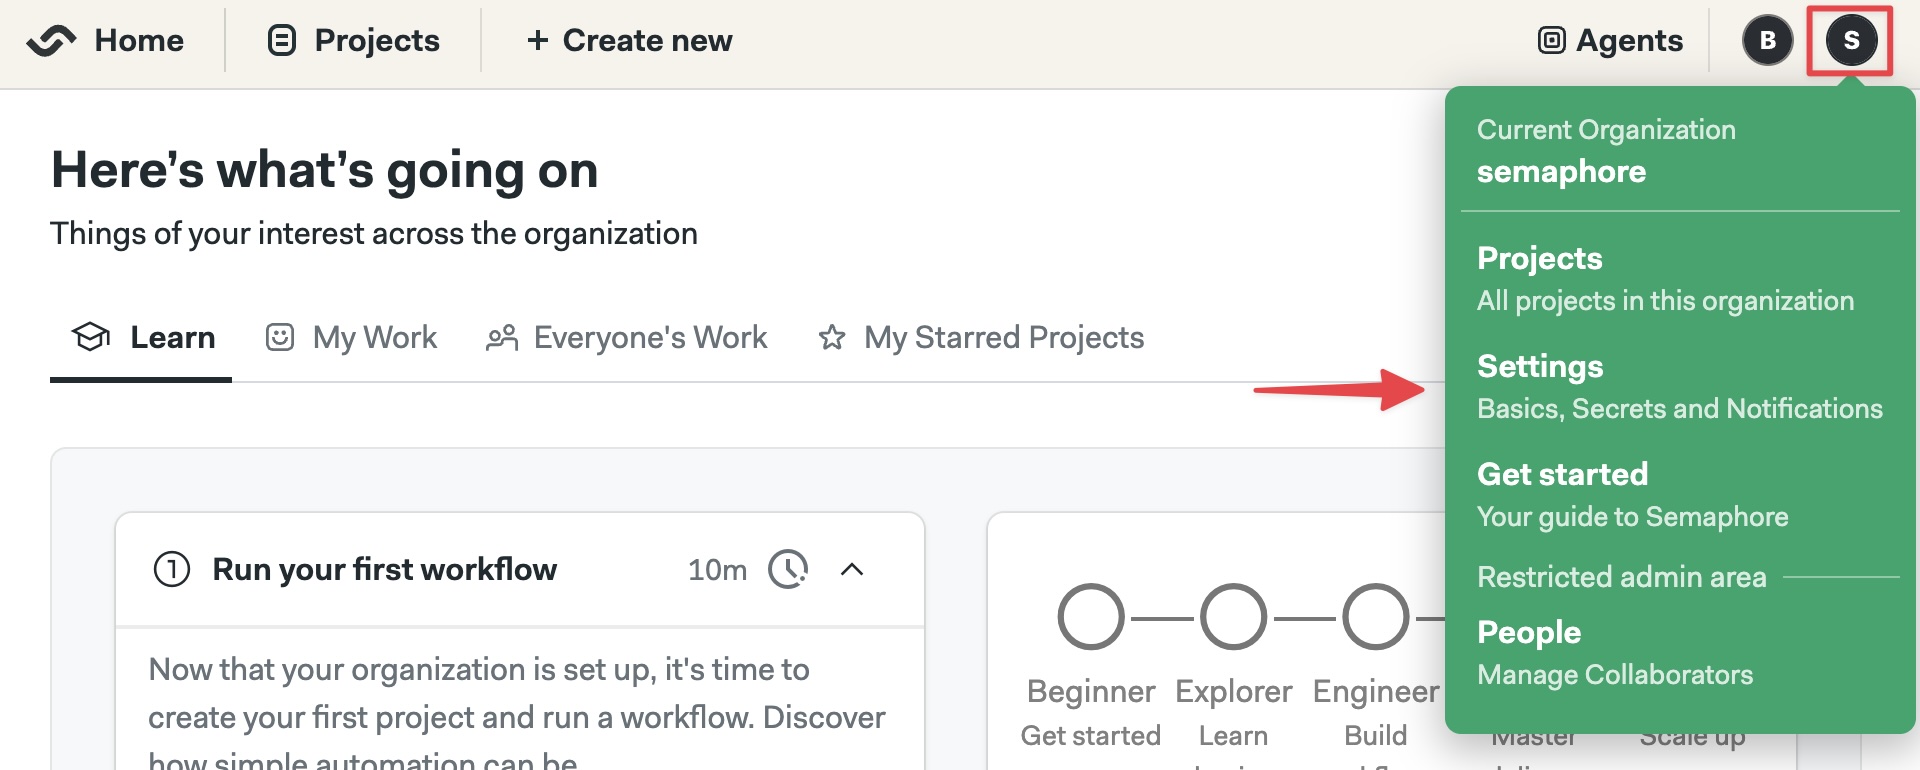 Home
Projects
+ Create new
Agents
B
S
Here’s what’s going on
Things of your interest across the organization
Learn
My Work
Everyone's Work
My Starred Projects
1
Run your first workflow
10m
Now that your organization is set up, it's time to
create your first project and run a workflow. Discover
how simple automation can be
Beginner
Get started
Explorer
Learn
Engineer
Build
Master
Scale up
Current Organization
semaphore
Projects
All projects in this organization
Settings
Basics, Secrets and Notifications
Get started
Your guide to Semaphore
Restricted admin area
People
Manage Collaborators